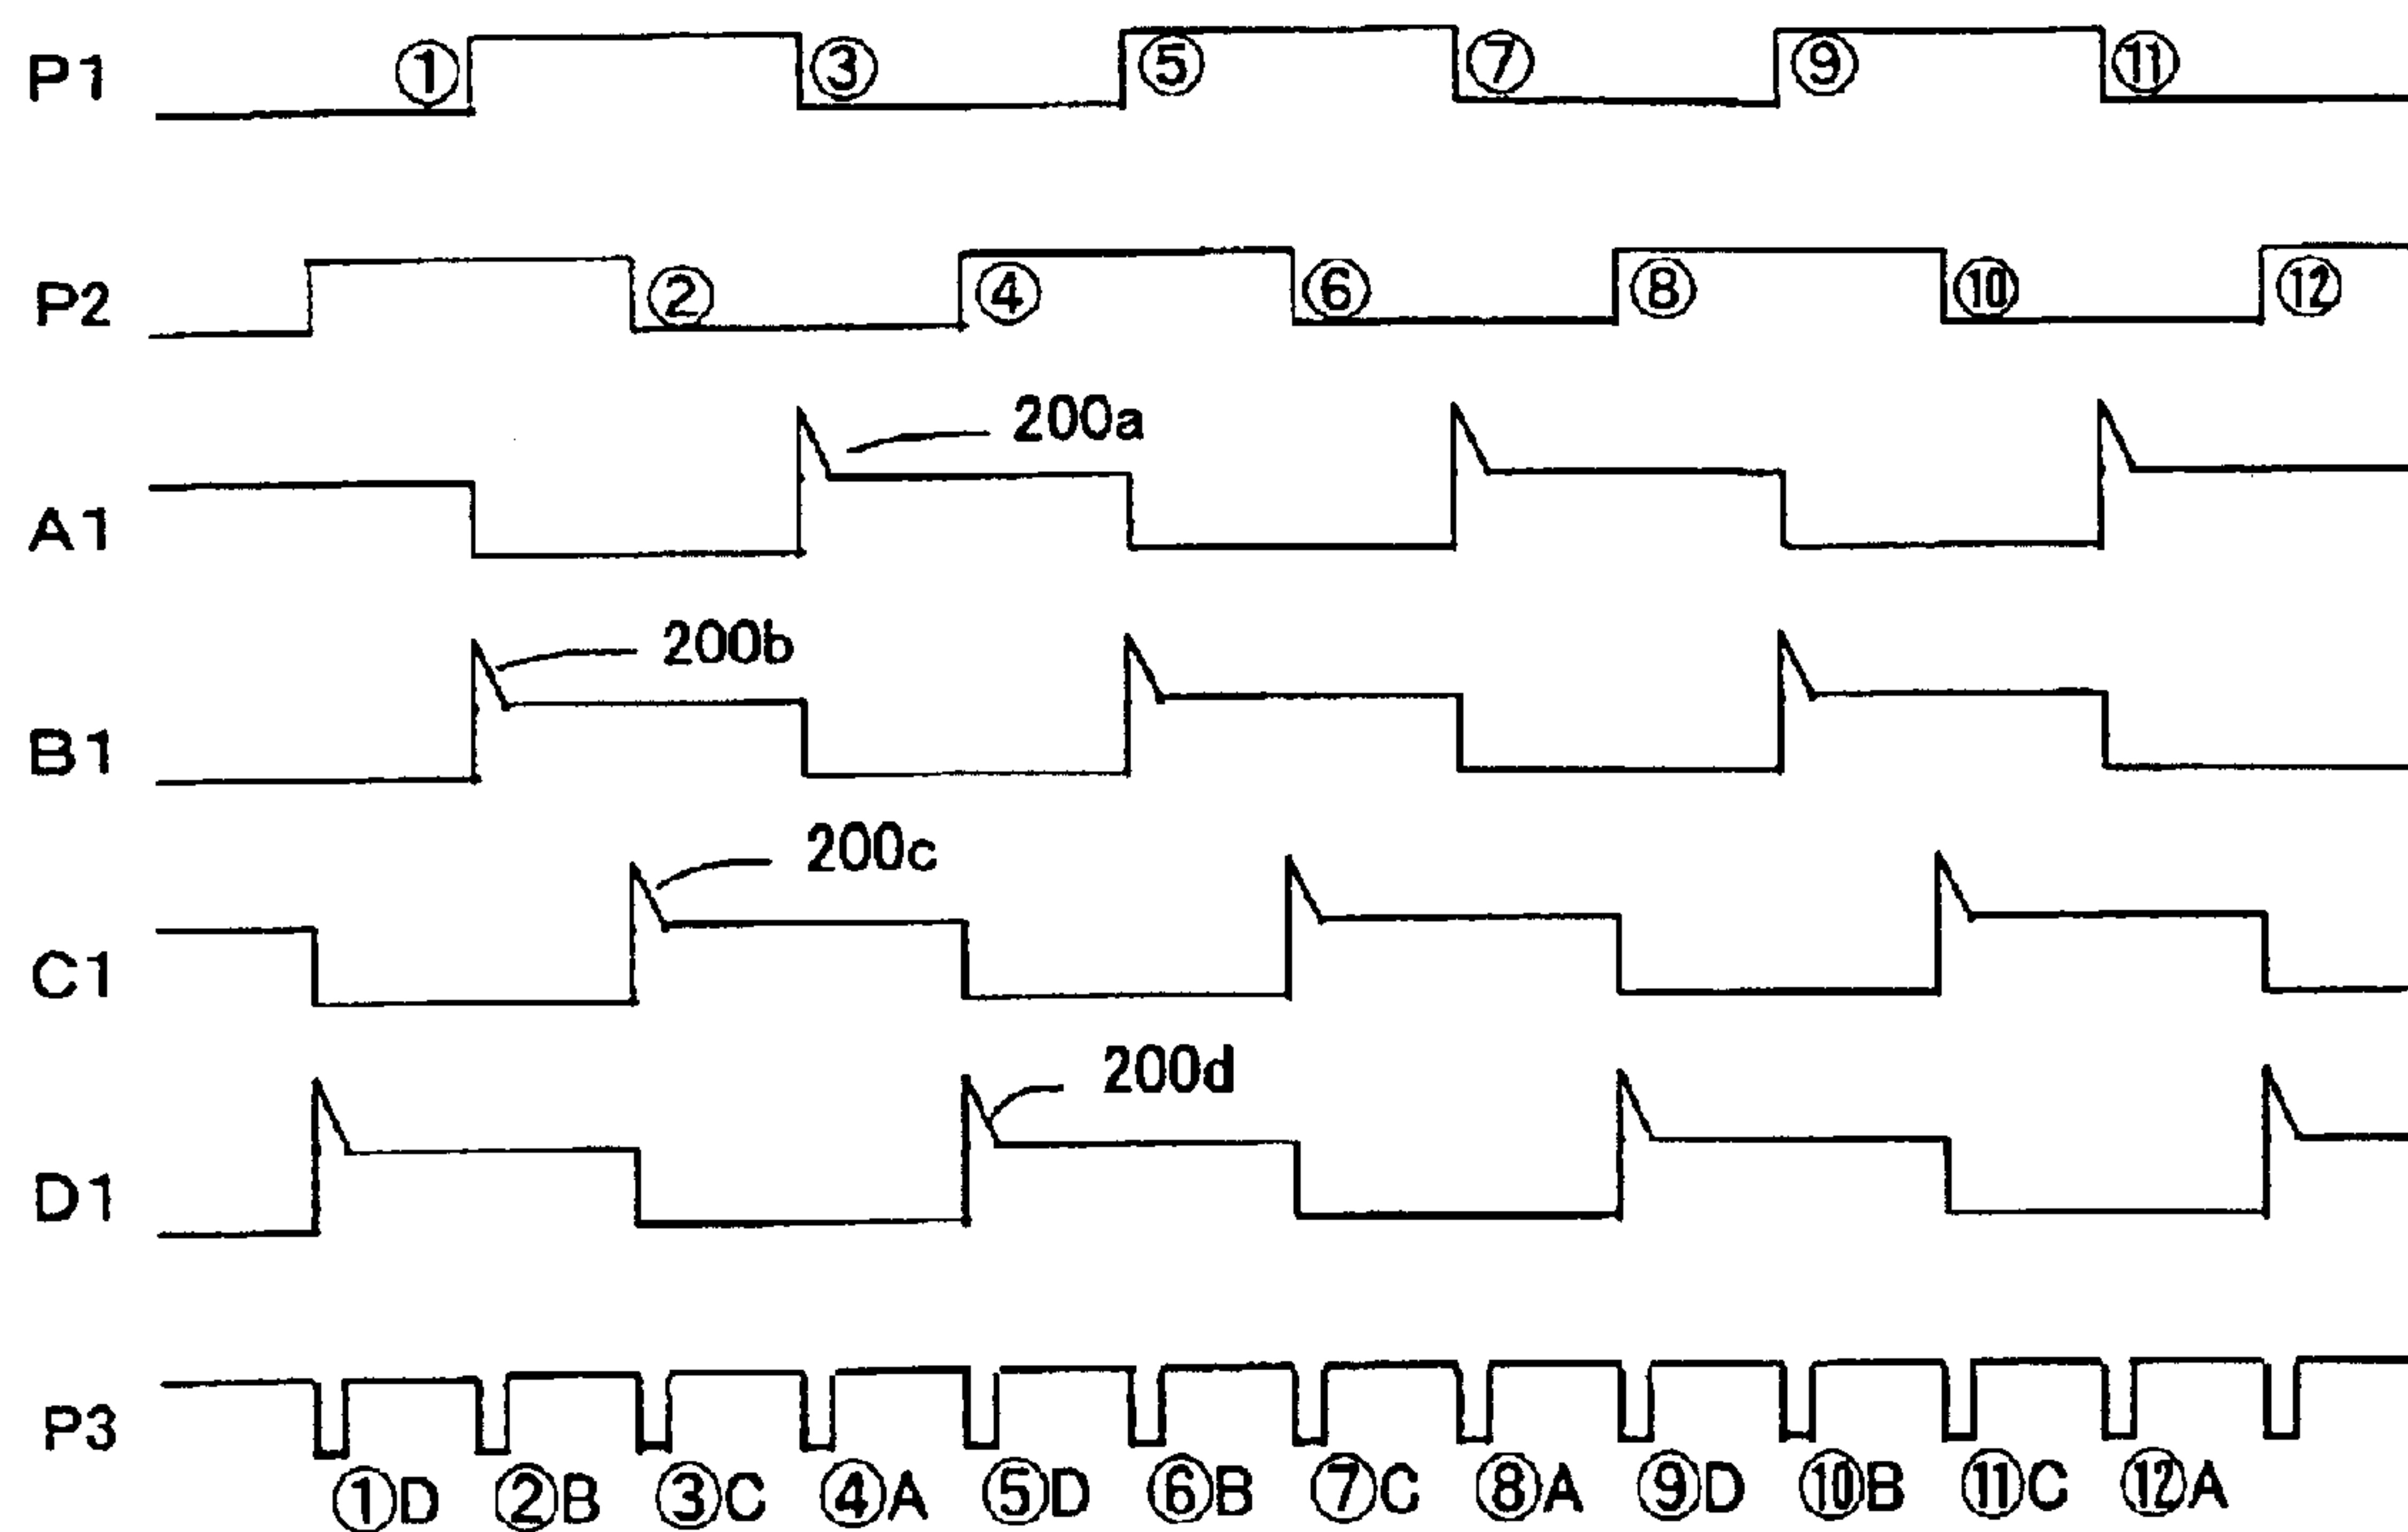 P1 ① ③ ⑤ ⑦ ⑨ ⑪
P2 ② ④ ⑥ ⑧ ⑩ ⑫
200a
A1
200b
B1
200c
C1
200d
D1
P3
①D ②B ③C ④A ⑤D ⑥B ⑦C ⑧A ⑨D ⑩B ⑪C ⑫A